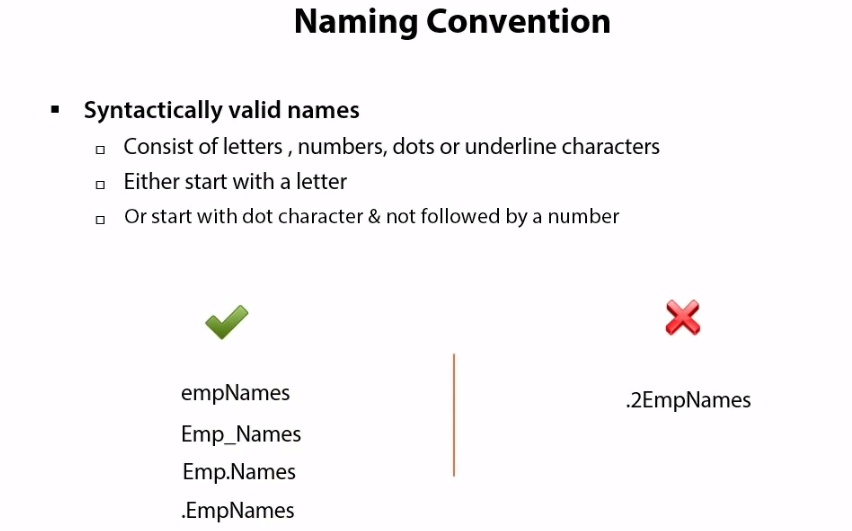 Naming Convention
Syntactically valid names
Consist of letters , numbers, dots or underline characters
Either start with a letter
Or start with dot character & not followed by a number
empNames
Emp_Names
Emp.Names
.EmpNames
.2EmpNames